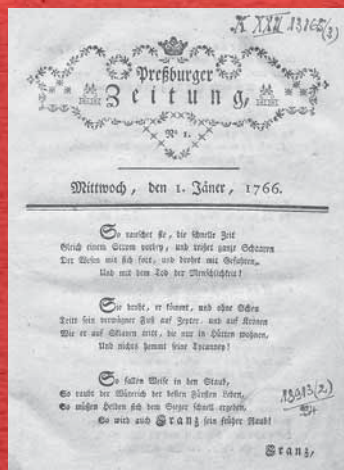 Preßburger
Zeitung,
Nº 1.
Mittwoch, den 1. Jäner, 1766.
So rauschet sie, die schnelle Zeit
Gleich einem Strom vorbey, und reißet ganze Schaaren
Der Wesen mit sich fort, und drohet mit Gefahren,
Und mit dem Tod der Menschlichkeit!
Sie droht, er kömmt, und ohne Scheu
Tritt sein verwägner Fuß auf Zepter, und auf Kronen
Wie er auf Sklaven tritt, die nur in Hütten wohnen,
Und nichts hemmt seine Tyranney!
So fallen Weise in den Staub,
So raubt der Wüterich der besten Fürsten Leben,
So müßen Helden sich dem Sieger schnell ergeben,
So wird auch Franz sein früher Raub!
13913(2)
Franz,